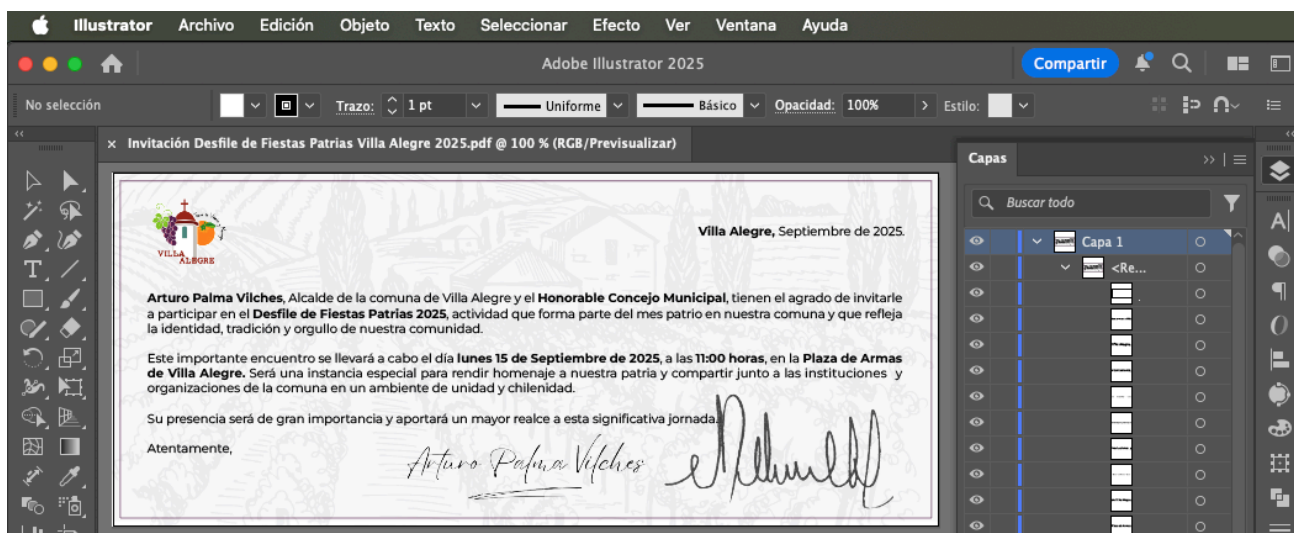 Illustrator Archivo Edición Objeto Texto Seleccionar Efecto Ver Ventana Ayuda
Adobe Illustrator 2025
Compartir
No selección
Trazo:
1 pt
Uniforme
Básico
Opacidad:
100%
Estilo:
× Invitación Desfile de Fiestas Patrias Villa Alegre 2025.pdf @ 100 % (RGB/Previsualizar)
Capas
Buscar todo
Capa 1
<Re...
VILLA
ALEGRE
Villa Alegre, Septiembre de 2025.
Arturo Palma Vilches, Alcalde de la comuna de Villa Alegre y el Honorable Concejo Municipal, tienen el agrado de invitarle
a participar en el Desfile de Fiestas Patrias 2025, actividad que forma parte del mes patrio en nuestra comuna y que refleja
la identidad, tradición y orgullo de nuestra comunidad.
Este importante encuentro se llevará a cabo el día lunes 15 de Septiembre de 2025, a las 11:00 horas, en la Plaza de Armas
de Villa Alegre. Será una instancia especial para rendir homenaje a nuestra patria y compartir junto a las instituciones y
organizaciones de la comuna en un ambiente de unidad y chilenidad.
Su presencia será de gran importancia y aportará un mayor realce a esta significativa jornada.
Atentamente,
Arturo Palma Vilches